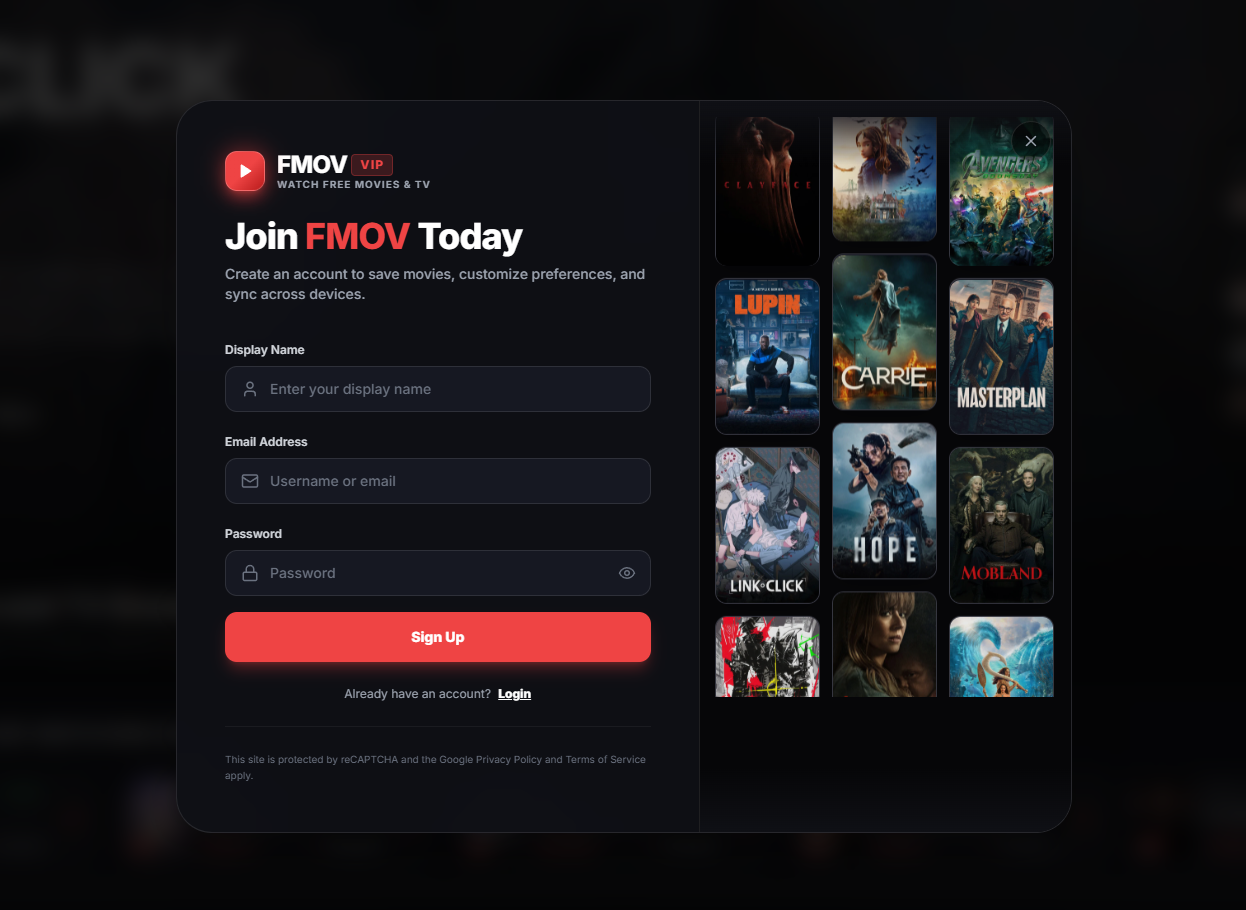 CLICK
FMOV VIP
WATCH FREE MOVIES & TV
Join FMOV Today
Create an account to save movies, customize preferences, and
sync across devices.
Display Name
Enter your display name
Email Address
Username or email
Password
Password
Sign Up
Already have an account? Login
This site is protected by reCAPTCHA and the Google Privacy Policy and Terms of Service
apply.
CLAYFACE
AVENGERS
A NETFLIX SERIES
LUPIN
CARRIE
MASTERPLAN
LINK CLICK
HOPE
MOBLAND